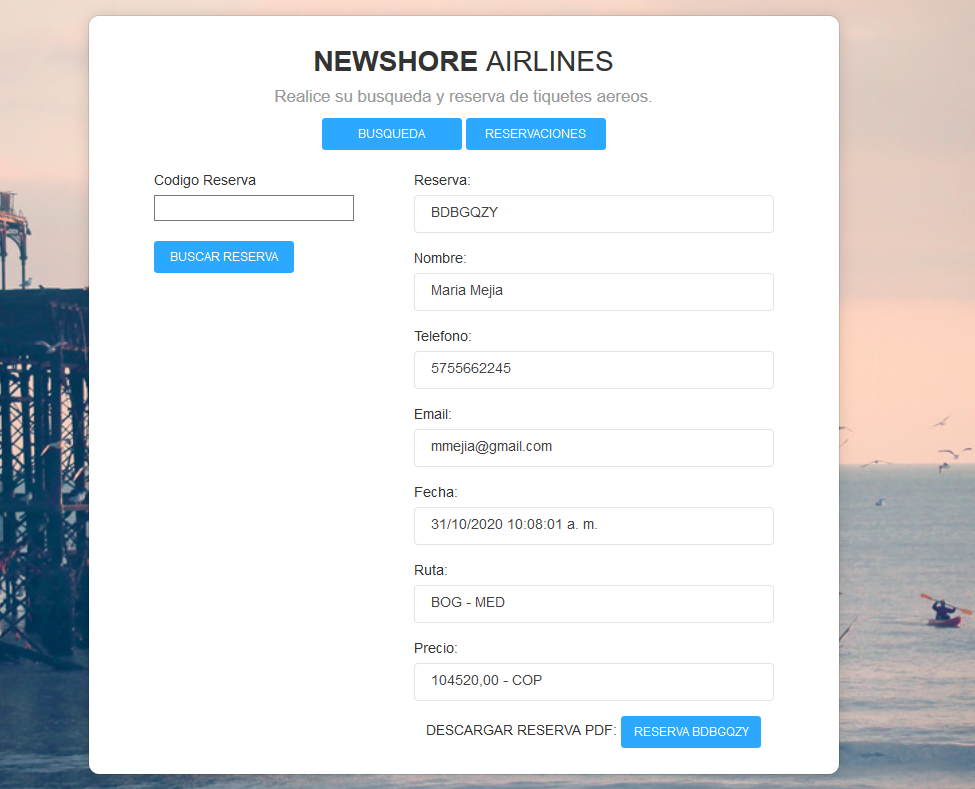 NEWSHORE AIRLINES
Realice su busqueda y reserva de tiquetes aereos.
BUSQUEDA RESERVACIONES
Codigo Reserva
BUSCAR RESERVA
Reserva:
BDBGQZY
Nombre:
Maria Mejia
Telefono:
5755662245
Email:
mmejia@gmail.com
Fecha:
31/10/2020 10:08:01 a. m.
Ruta:
BOG - MED
Precio:
104520,00 - COP
DESCARGAR RESERVA PDF: RESERVA BDBGQZY